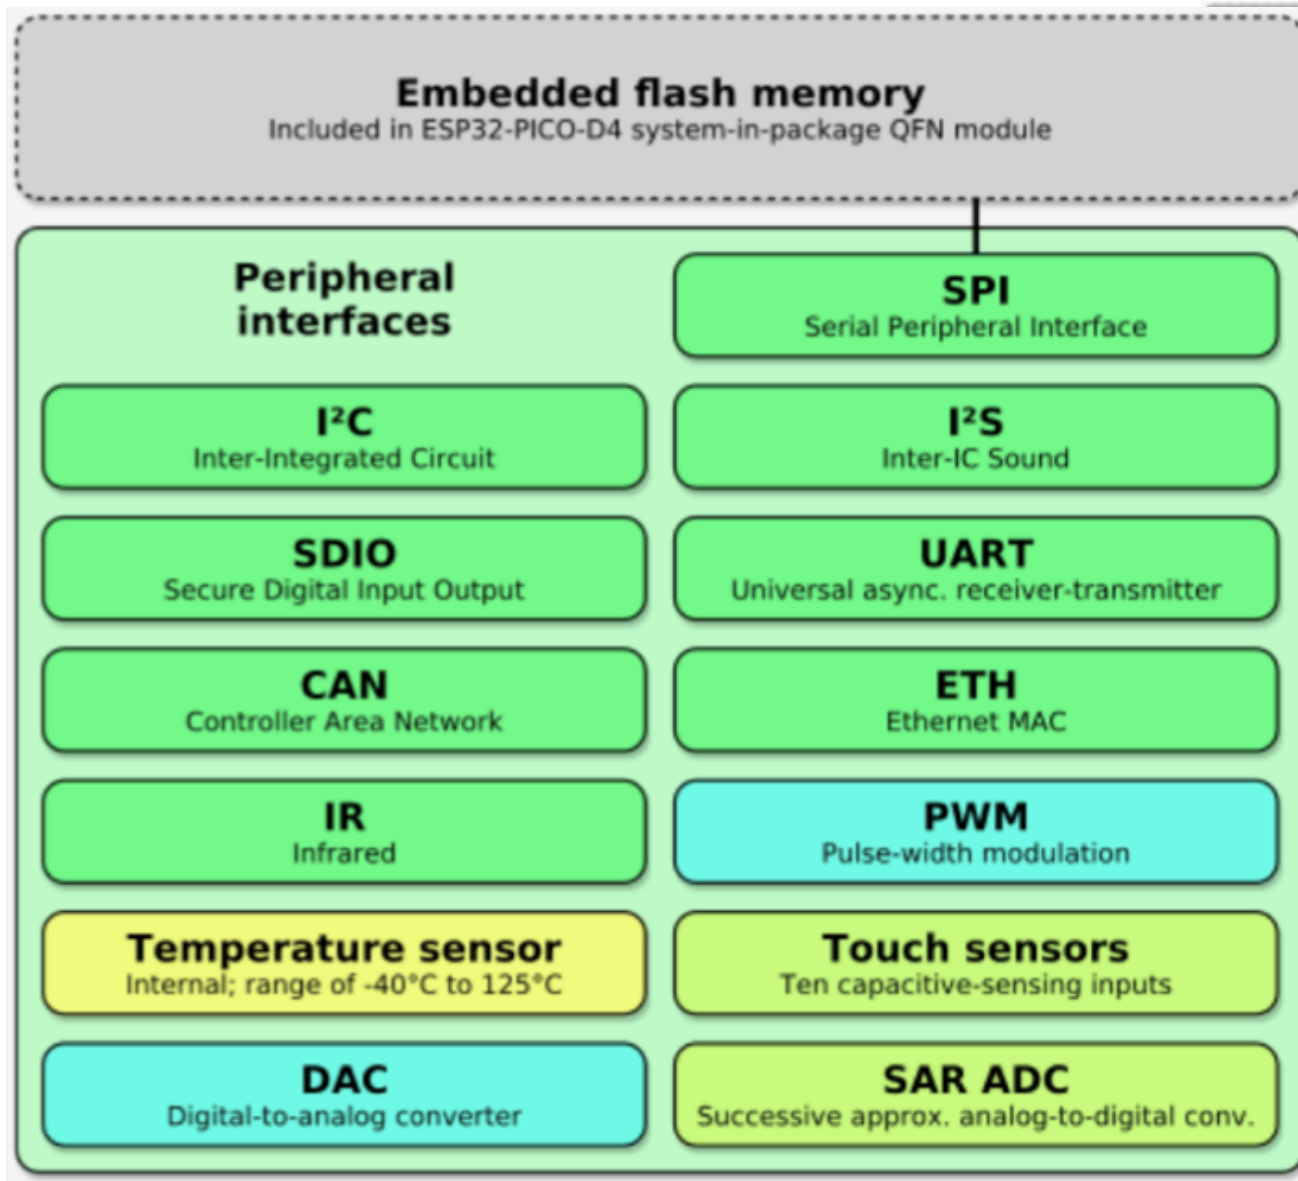 Embedded flash memory
Included in ESP32-PICO-D4 system-in-package QFN module
Peripheral
interfaces
SPI
Serial Peripheral Interface
I²C
Inter-Integrated Circuit
I²S
Inter-IC Sound
SDIO
Secure Digital Input Output
UART
Universal async. receiver-transmitter
CAN
Controller Area Network
ETH
Ethernet MAC
IR
Infrared
PWM
Pulse-width modulation
Temperature sensor
Internal; range of -40°C to 125°C
Touch sensors
Ten capacitive-sensing inputs
DAC
Digital-to-analog converter
SAR ADC
Successive approx. analog-to-digital conv.